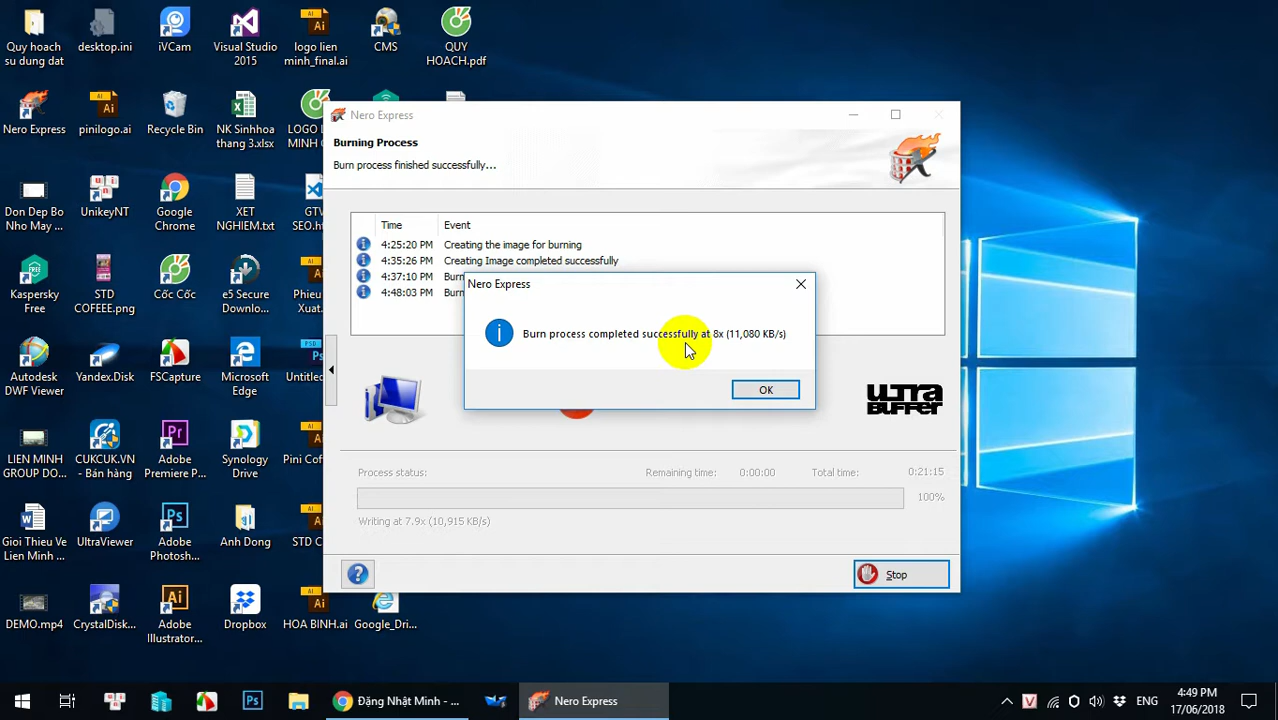 Quy hoach
su dung dat
desktop.ini
iVCam
Visual Studio
2015
logo lien
minh_final.ai
CMS
QUY
HOACH.pdf
Nero Express
pinilogo.ai
Recycle Bin
NK Sinhhoa
thang 3.xlsx
LOGO L
MINH
Don Dep Bo
Nho May ...
UnikeyNT
Google
Chrome
XET
NGHIEM.txt
GTV
SEO.h
Kaspersky
Free
STD
COFEEE.png
Cốc Cốc
e5 Secure
Downlo...
Phieu
Xuat.
Autodesk
DWF Viewer
Yandex.Disk
FSCapture
Microsoft
Edge
Untitled
LIEN MINH
GROUP DO...
CUKCUK.VN
- Bán hàng
Adobe
Premiere P...
Synology
Drive
Pini Cof
Gioi Thieu Ve
Lien Minh ...
UltraViewer
Adobe
Photosh...
Anh Dong
STD C
DEMO.mp4
CrystalDisk...
Adobe
Illustrator...
Dropbox
HOA BINH.ai
Google_Dri...
Nero Express
Burning Process
Burn process finished successfully...
Time Event
4:25:20 PM Creating the image for burning
4:35:26 PM Creating Image completed successfully
4:37:10 PM Burn
4:48:03 PM Burn
Nero Express
Burn process completed successfully at 8x (11,080 KB/s)
OK
ULTRA
BUFFER
Process status: Remaining time: 0:00:00 Total time: 0:21:15
100%
Writing at 7.9x (10,915 KB/s)
Stop
Đặng Nhật Minh - ...
Nero Express
ENG
4:49 PM
17/06/2018